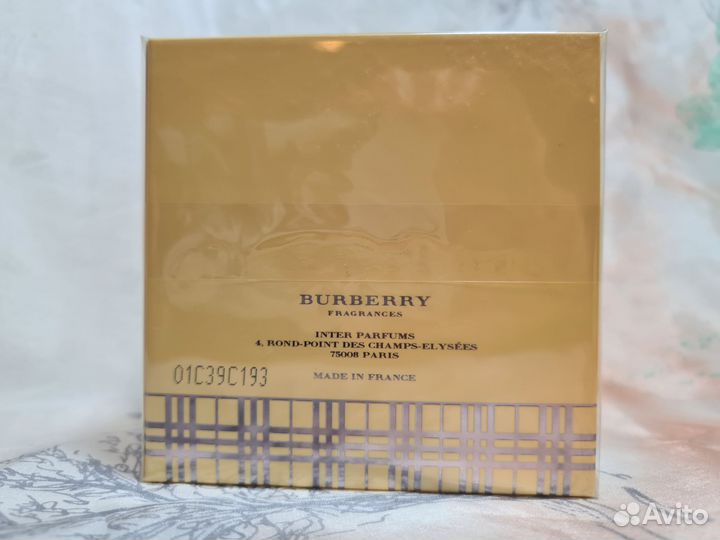 BURBERRY
FRAGRANCES
INTER PARFUMS
4, ROND-POINT DES CHAMPS-ELYSÉES
75008 PARIS
01C39C193
MADE IN FRANCE
Avito